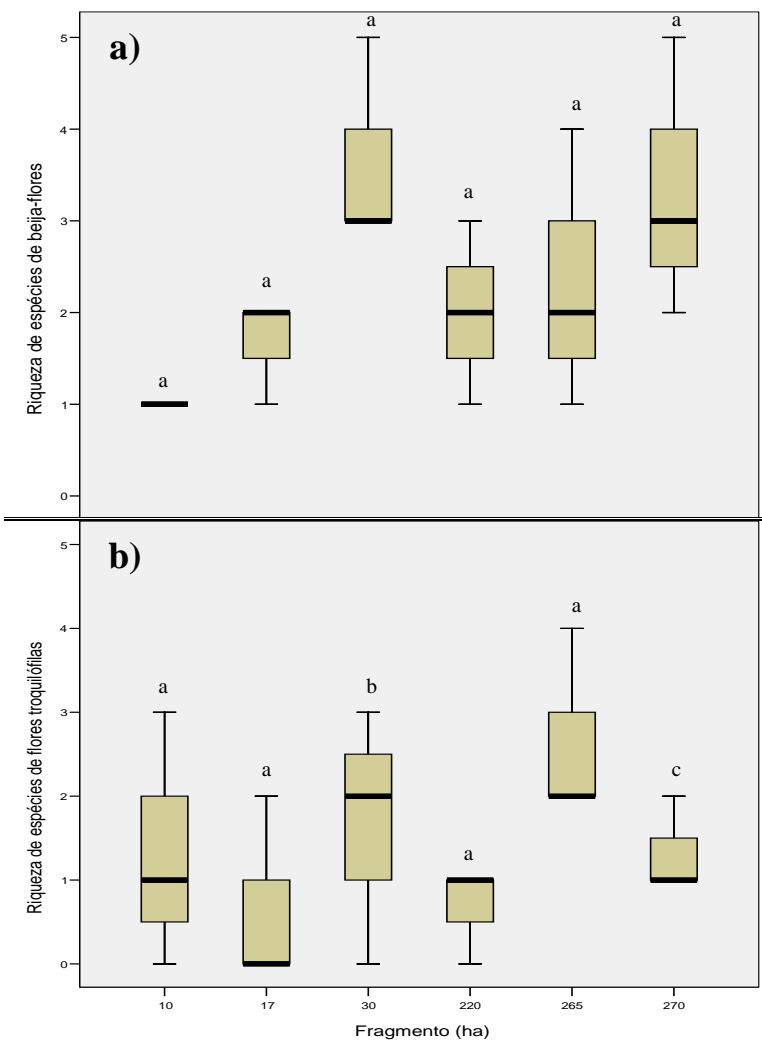 a)
Riqueza de espécies de beija-flores
5
4
3
2
1
0
a
a
a
a
a
a
b)
Riqueza de espécies de flores troquilófilas
5
4
3
2
1
0
a
a
b
a
a
c
10 17 30 220 265 270
Fragmento (ha)